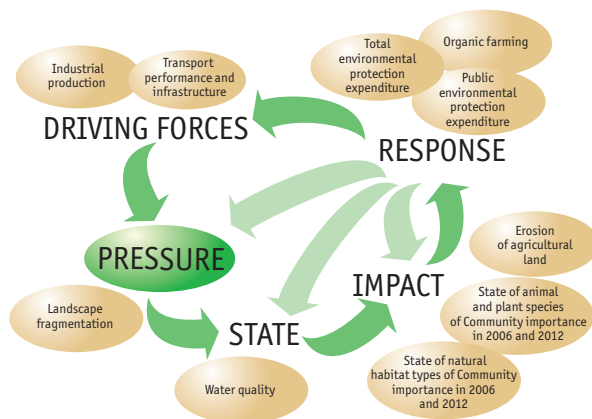 Industrial
production
Transport
performance and
infrastructure
DRIVING FORCES
Total
environmental
protection
expenditure
Organic farming
Public
environmental
protection
expenditure
RESPONSE
PRESSURE
Landscape
fragmentation
STATE
Water quality
IMPACT
Erosion
of agricultural
land
State of animal
and plant species
of Community importance
in 2006 and 2012
State of natural
habitat types of Community
importance in 2006
and 2012